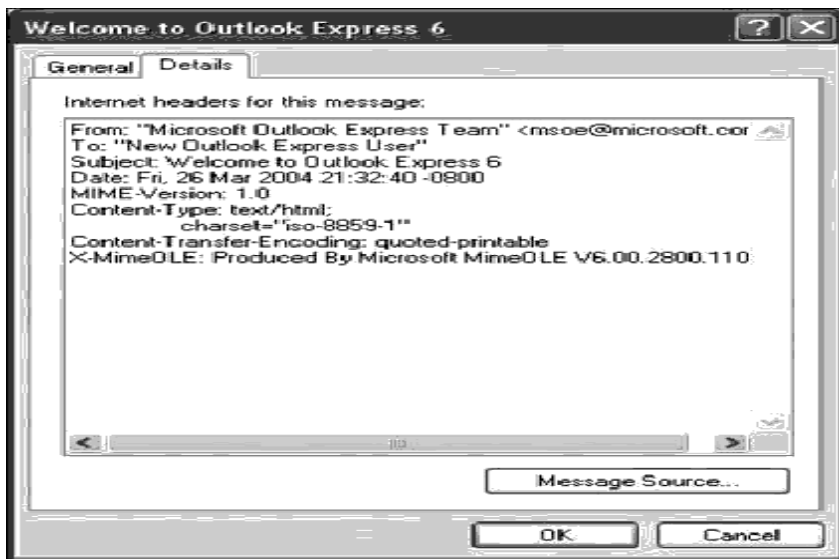 Welcome to Outlook Express 6
General Details
Internet headers for this message:
From: "Microsoft Outlook Express Team" <msoe@microsoft.cor
To: "New Outlook Express User"
Subject: Welcome to Outlook Express 6
Date: Fri, 26 Mar 2004 21:32:40 -0800
MIME-Version: 1.0
Content-Type: text/html;
charset="iso-8859-1"
Content-Transfer-Encoding: quoted-printable
X-MimeOLE: Produced By Microsoft MimeOLE V6.00.2800.110
Message Source...
OK Cancel